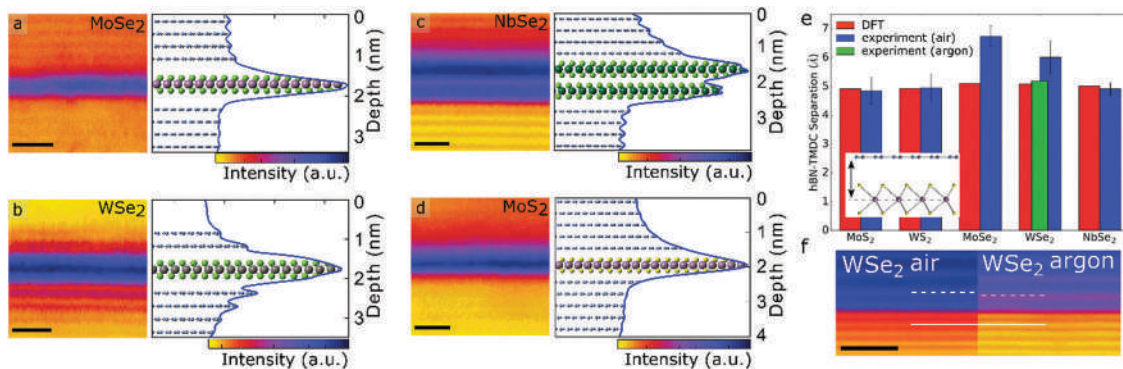 a MoSe2
0
1
2
3
Depth (nm)
Intensity (a.u.)
b WSe2
0
1
2
3
Depth (nm)
Intensity (a.u.)
c NbSe2
0
1
2
3
Depth (nm)
Intensity (a.u.)
d MoS2
0
1
2
3
4
Depth (nm)
Intensity (a.u.)
e
DFT
experiment (air)
experiment (argon)
hBN-TMDC Separation (Å)
7
6
5
4
3
2
1
0
MoS2 WS2 MoSe2 WSe2 NbSe2
f
WSe2 air WSe2 argon